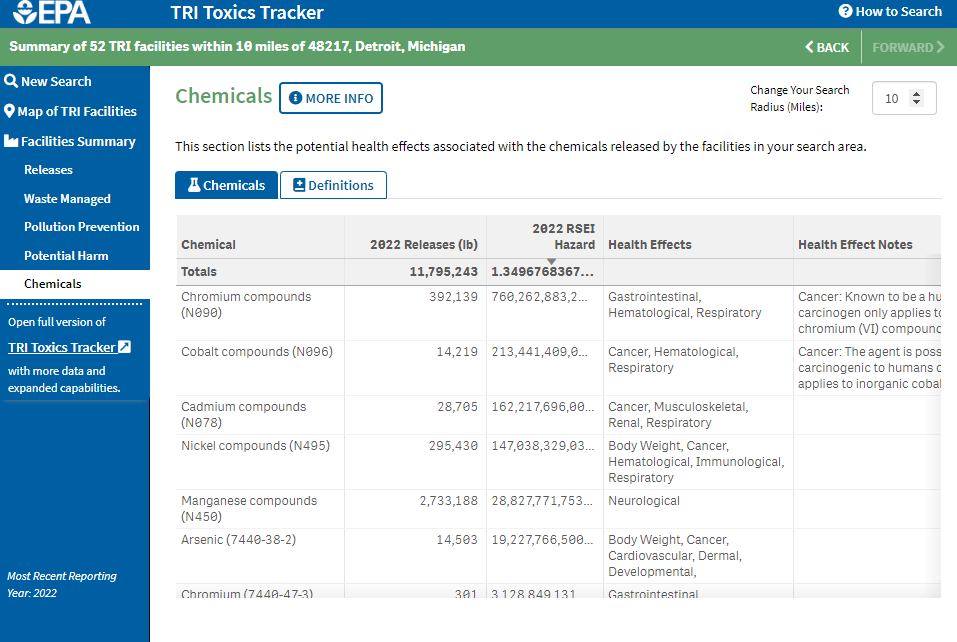 EPA
TRI Toxics Tracker
How to Search
Summary of 52 TRI facilities within 10 miles of 48217, Detroit, Michigan
BACK
FORWARD
New Search
Map of TRI Facilities
Facilities Summary
Releases
Waste Managed
Pollution Prevention
Potential Harm
Chemicals
Open full version of
TRI Toxics Tracker
with more data and
expanded capabilities.
Most Recent Reporting
Year: 2022
Chemicals
MORE INFO
Change Your Search
Radius (Miles):
10
This section lists the potential health effects associated with the chemicals released by the facilities in your search area.
Chemicals
Definitions
Chemical 2022 Releases (lb) 2022 RSEI Hazard Health Effects Health Effect Notes
Totals 11,795,243 1.3496768367...
Chromium compounds 392,139 760,262,883,2... Gastrointestinal, Cancer: Known to be a hu
(N090) Hematological, Respiratory carcinogen only applies to
chromium (VI) compound
Cobalt compounds (N096) 14,219 213,441,409,0... Cancer, Hematological, Cancer: The agent is poss
Respiratory carcinogenic to humans o
applies to inorganic cobal
Cadmium compounds 28,705 162,217,696,00... Cancer, Musculoskeletal,
(N078) Renal, Respiratory
Nickel compounds (N495) 295,430 147,038,329,03... Body Weight, Cancer,
Hematological, Immunological,
Respiratory
Manganese compounds 2,733,188 28,827,771,753... Neurological
(N450)
Arsenic (7440-38-2) 14,503 19,227,766,500... Body Weight, Cancer,
Cardiovascular, Dermal,
Developmental,
Chromium (7440-47-3) 301 3,128,849,131 Gastrointestinal